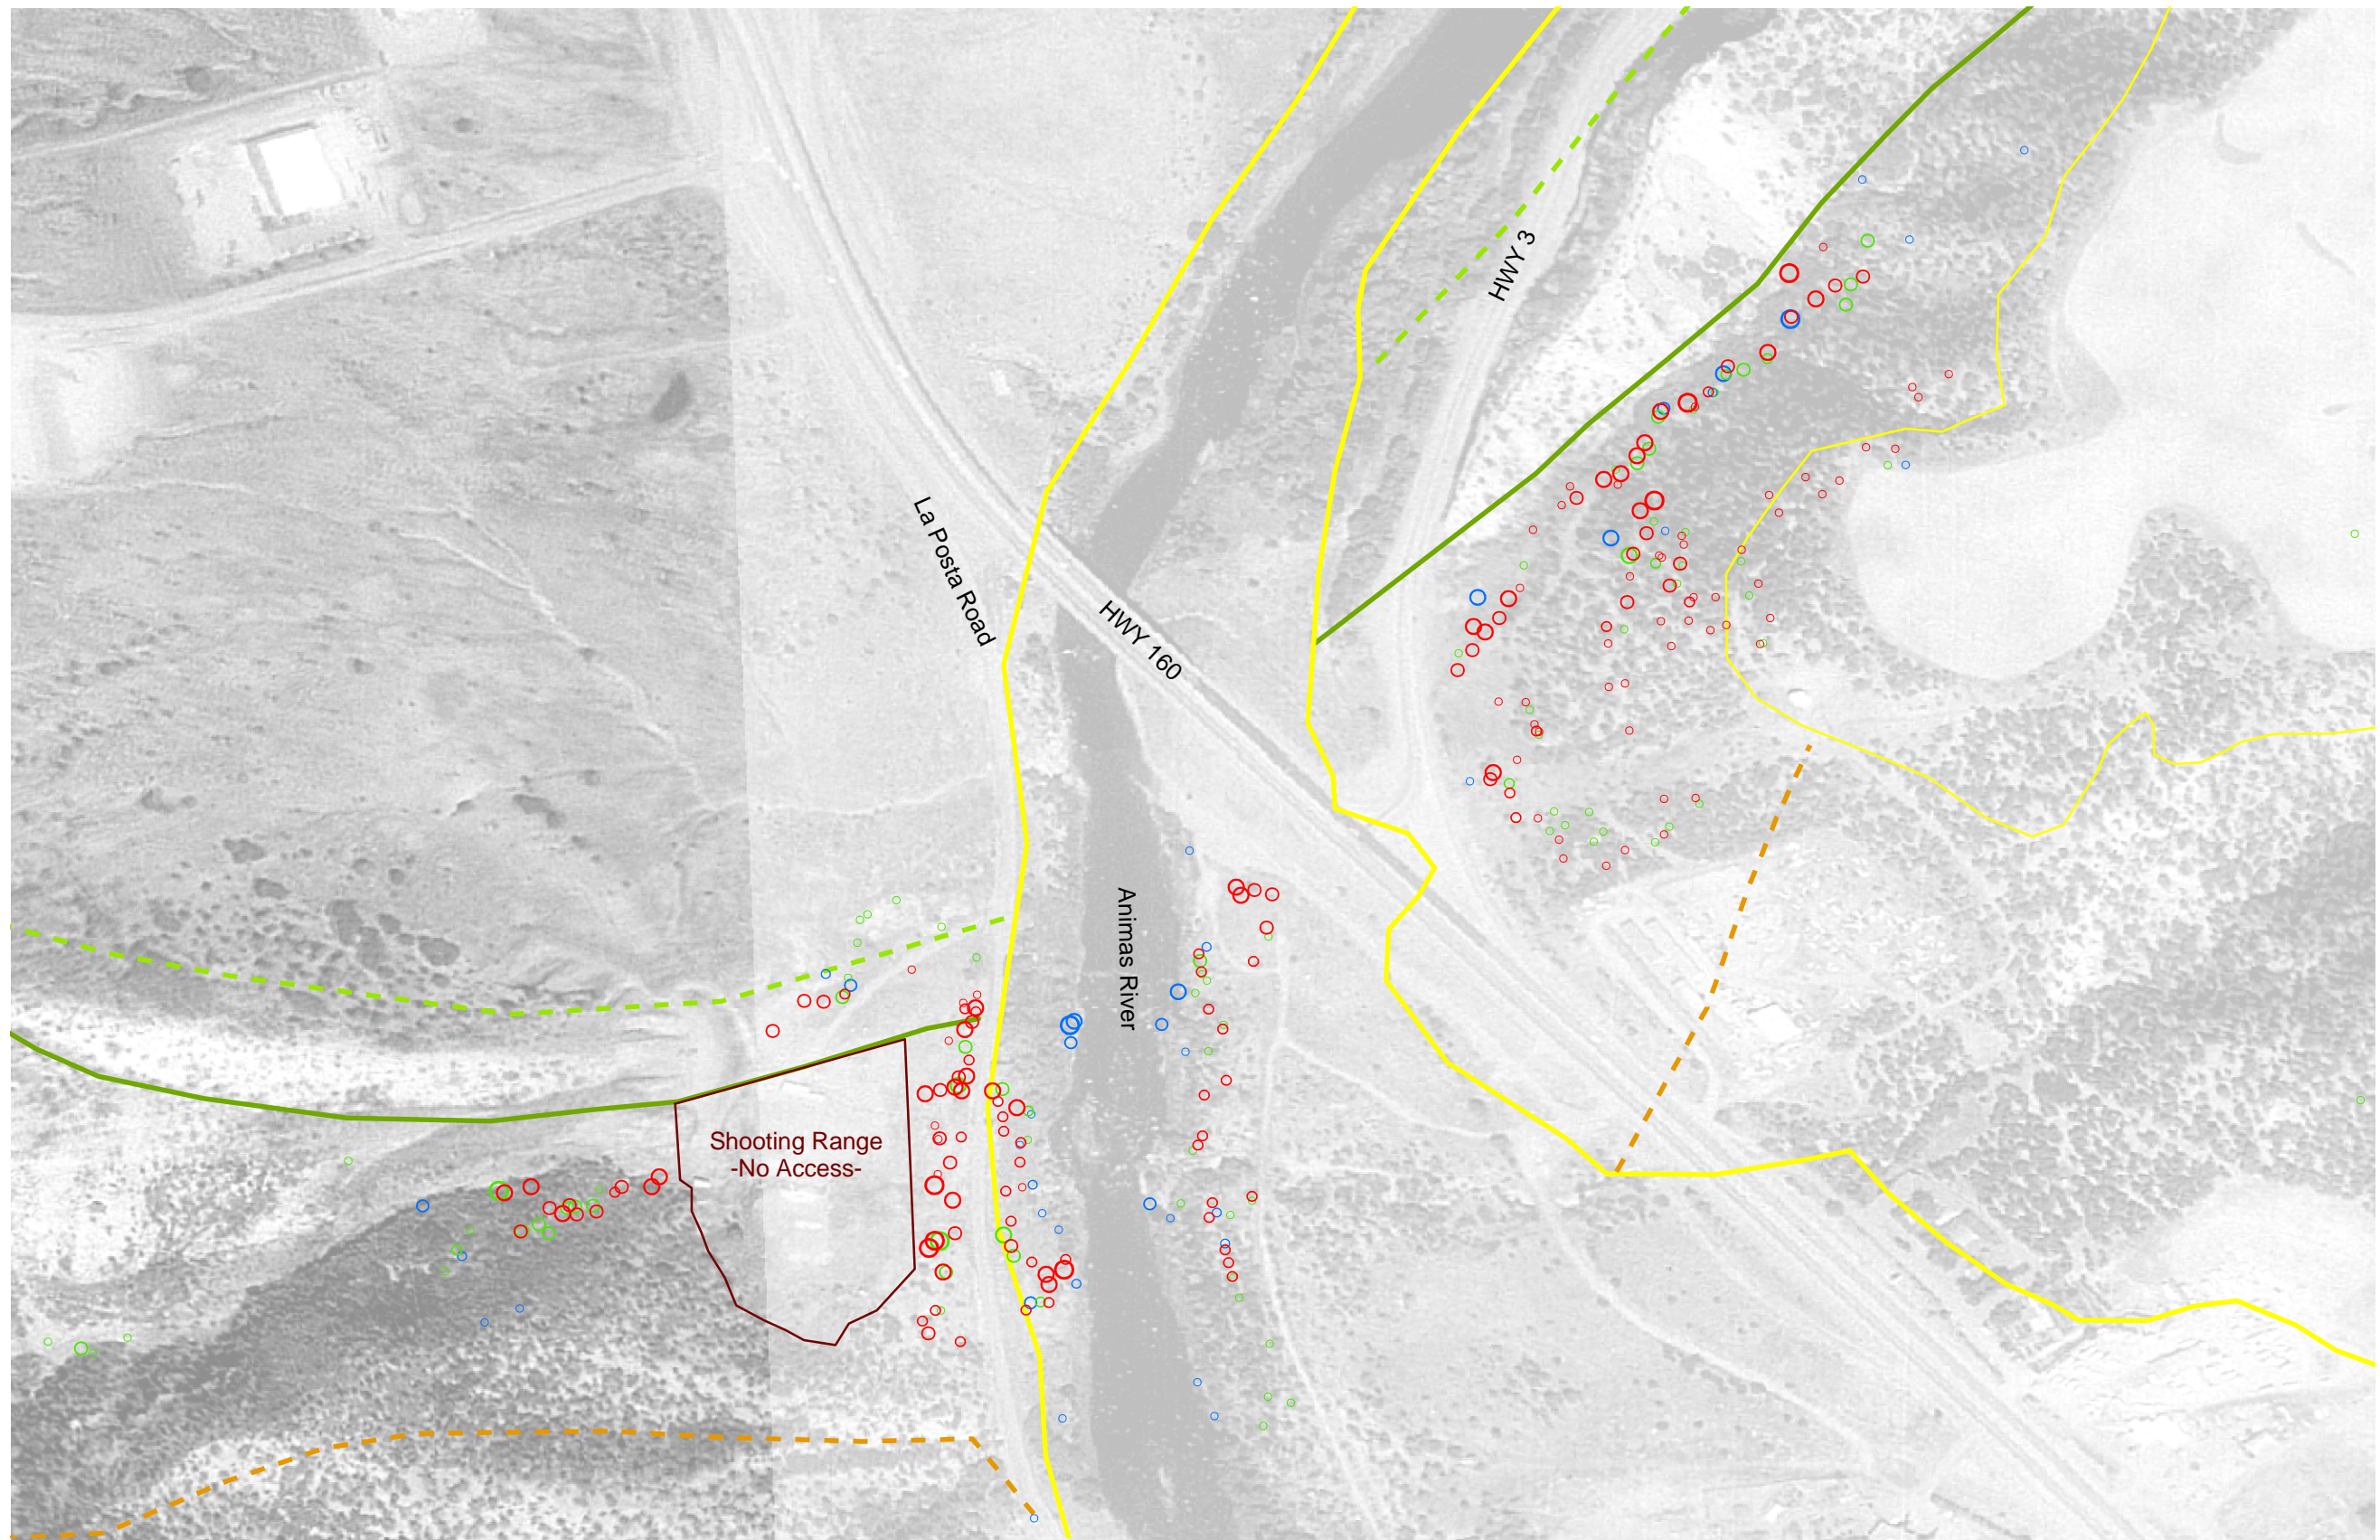 HWY 3
La Posta Road
HWY 160
Animas River
Shooting Range
-No Access-